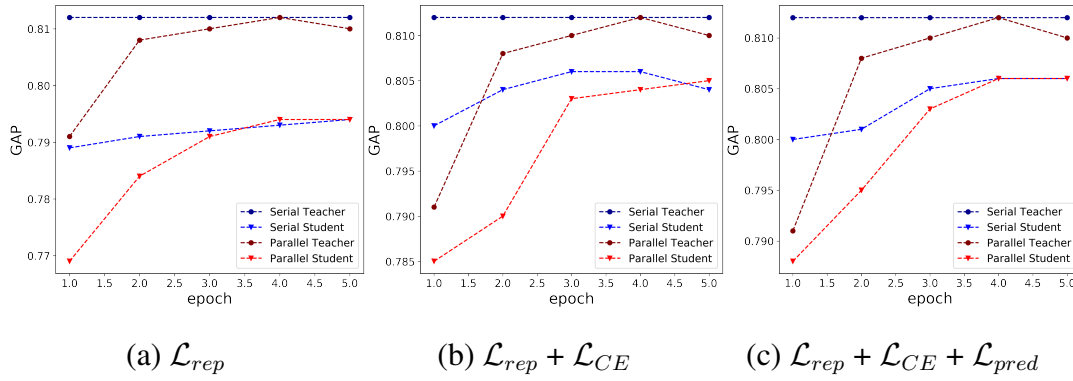 GAP
0.81
0.80
0.79
0.78
0.77
1.0 1.5 2.0 2.5 3.0 3.5 4.0 4.5 5.0
epoch
Serial Teacher
Serial Student
Parallel Teacher
Parallel Student
(a) ℒ_rep
GAP
0.810
0.805
0.800
0.795
0.790
0.785
1.0 1.5 2.0 2.5 3.0 3.5 4.0 4.5 5.0
epoch
Serial Teacher
Serial Student
Parallel Teacher
Parallel Student
(b) ℒ_rep + ℒ_CE
GAP
0.810
0.805
0.800
0.795
0.790
1.0 1.5 2.0 2.5 3.0 3.5 4.0 4.5 5.0
epoch
Serial Teacher
Serial Student
Parallel Teacher
Parallel Student
(c) ℒ_rep + ℒ_CE + ℒ_pred